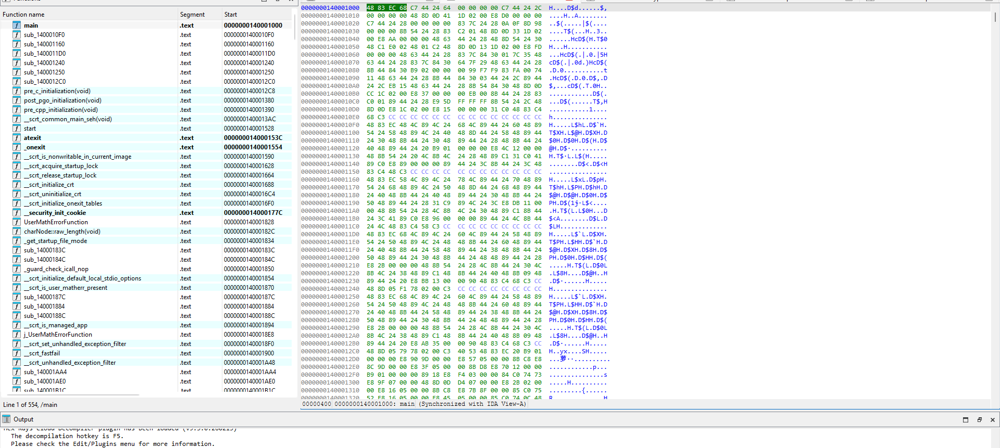 Function name Segment Start
main .text 0000000140001000
sub_1400010F0 .text 00000001400010F0
sub_140001160 .text 0000000140001160
sub_1400011D0 .text 00000001400011D0
sub_140001240 .text 0000000140001240
sub_140001250 .text 0000000140001250
sub_1400012C0 .text 00000001400012C0
pre_c_initialization(void) .text 00000001400012C8
post_pgo_initialization(void) .text 0000000140001380
pre_cpp_initialization(void) .text 0000000140001390
__scrt_common_main_seh(void) .text 00000001400013AC
start .text 0000000140001528
atexit .text 000000014000153C
_onexit .text 0000000140001554
__scrt_is_nonwritable_in_current_image .text 0000000140001590
__scrt_acquire_startup_lock .text 0000000140001628
__scrt_release_startup_lock .text 0000000140001664
__scrt_initialize_crt .text 0000000140001688
__scrt_uninitialize_crt .text 00000001400016C4
__scrt_initialize_onexit_tables .text 00000001400016F0
__security_init_cookie .text 000000014000177C
UserMathErrorFunction .text 0000000140001828
charNode::raw_length(void) .text 000000014000182C
_get_startup_file_mode .text 0000000140001834
sub_14000183C .text 000000014000183C
sub_14000184C .text 000000014000184C
_guard_check_icall_nop .text 0000000140001850
__scrt_initialize_default_local_stdio_options .text 0000000140001854
__scrt_is_user_matherr_present .text 0000000140001870
sub_14000187C .text 000000014000187C
sub_140001884 .text 0000000140001884
sub_14000188C .text 000000014000188C
__scrt_is_managed_app .text 0000000140001894
j_UserMathErrorFunction .text 00000001400018E8
__scrt_set_unhandled_exception_filter .text 00000001400018F0
__scrt_fastfail .text 0000000140001900
__scrt_unhandled_exception_filter .text 0000000140001A48
sub_140001AA4 .text 0000000140001AA4
sub_140001AE0 .text 0000000140001AE0
sub_140001B1C .text 0000000140001B1C
Line 1 of 554, /main
0000000140001000 48 83 EC 68 C7 44 24 64 00 00 00 00 C7 44 24 2C H....D$d......$,
0000000140001010 00 00 00 00 48 8D 0D 41 1D 02 00 E8 D0 00 00 00 ....H..A........
0000000140001020 C7 44 24 28 00 00 00 00 83 7C 24 28 0A 0F 8D 98 ..$(.....|$(....
0000000140001030 00 00 00 8B 54 24 28 83 C2 01 48 8D 0D 33 1D 02 ....T$(...H..3..
0000000140001040 00 E8 AA 00 00 00 48 63 44 24 28 48 8D 54 24 30 ......HcD$(H.T$0
0000000140001050 48 C1 E0 02 48 01 C2 48 8D 0D 13 1D 02 00 E8 FD H...H...........
0000000140001060 00 00 00 48 63 44 24 28 83 7C 84 30 01 7C 35 48 ...HcD$(.|.0.|5H
0000000140001070 63 44 24 28 83 7C 84 30 64 7F 29 48 63 44 24 28 cD$(.|.0d.)HcD$(
0000000140001080 8B 44 84 30 B9 02 00 00 00 99 F7 F9 83 FA 00 74 .D.0...........t
0000000140001090 11 48 63 44 24 28 8B 44 84 30 03 44 24 2C 89 44 .HcD$(.D.0.D$,.D
00000001400010A0 24 2C EB 15 48 63 44 24 28 8B 54 84 30 48 8D 0D $,...cD$(.T.0H..
00000001400010B0 CC 1C 02 00 E8 37 00 00 00 EB 00 8B 44 24 28 83 ............D$(.
00000001400010C0 C0 01 89 44 24 28 E9 5D FF FF FF 8B 54 24 2C 48 ...D$(......T$,H
00000001400010D0 8D 0D E8 1C 02 00 E8 15 00 00 00 31 C0 48 83 C4 ...........1....
00000001400010E0 68 C3 CC CC CC CC CC CC CC CC CC CC CC CC CC CC h...............
00000001400010F0 48 83 EC 48 4C 89 4C 24 68 4C 89 44 24 60 48 89 H.....L$hL.D$`H.
0000000140001100 54 24 58 48 89 4C 24 40 48 8D 44 24 58 48 89 44 T$XH.L$@H.D$XH.D
0000000140001110 24 30 48 8B 44 24 30 48 89 44 24 28 48 8B 44 24 $0H.D$0H.D$(H.D$
0000000140001120 40 48 89 44 24 20 B9 01 00 00 00 E8 4C 12 00 00 @H.D$·..........
0000000140001130 48 8B 54 24 20 4C 8B 4C 24 28 48 89 C1 31 C0 41 H.T$·L.L$(H.....
0000000140001140 89 C0 E8 89 00 00 00 89 44 24 3C 8B 44 24 3C 48 ........D$<.D$<H
0000000140001150 83 C4 48 C3 CC CC CC CC CC CC CC CC CC CC CC CC ................
0000000140001160 48 83 EC 58 4C 89 4C 24 78 4C 89 44 24 70 48 89 H.....L$xL.D$pH.
0000000140001170 54 24 68 48 89 4C 24 50 48 8D 44 24 68 48 89 44 T$hH.L$PH.D$hH.D
0000000140001180 24 40 48 8B 44 24 40 48 89 44 24 30 48 8B 44 24 $@H.D$@H.D$0H.D$
0000000140001190 50 48 89 44 24 28 31 C9 89 4C 24 3C E8 DB 11 00 PH.D$(1ɉ·L$<....
00000001400011A0 00 48 8B 54 24 28 4C 8B 4C 24 30 48 89 C1 8B 44 .H.T$(L.L$0H...D
00000001400011B0 24 3C 41 89 C0 E8 96 00 00 00 89 44 24 4C 8B 44 $<A........D$L.D
00000001400011C0 24 4C 48 83 C4 58 C3 CC CC CC CC CC CC CC CC CC $LH.............
00000001400011D0 48 83 EC 68 4C 89 4C 24 60 4C 89 44 24 58 48 89 H.....L$`L.D$XH.
00000001400011E0 54 24 50 48 89 4C 24 48 48 8B 44 24 60 48 89 44 T$PH.L$HH.D$`H.D
00000001400011F0 24 40 48 8B 44 24 58 48 89 44 24 38 48 8B 44 24 $@H.D$XH.D$8H.D$
0000000140001200 50 48 89 44 24 30 48 8B 44 24 48 48 89 44 24 28 PH.D$0H.D$HH.D$(
0000000140001210 E8 2B 00 00 00 48 8B 54 24 28 4C 8B 44 24 30 4C .....H.T$(L.D$0L
0000000140001220 8B 4C 24 38 48 89 C1 48 8B 44 24 40 48 8B 09 48 .L$8H....D$@H..H
0000000140001230 89 44 24 20 E8 BB 13 00 00 90 48 83 C4 68 C3 CC .D$·......H.....
0000000140001240 48 8D 05 F1 78 02 00 C3 CC CC CC CC CC CC CC CC H...............
0000000140001250 48 83 EC 68 4C 89 4C 24 60 4C 89 44 24 58 48 89 H.....L$`L.D$XH.
0000000140001260 54 24 50 48 89 4C 24 48 48 8B 44 24 60 48 89 44 T$PH.L$HH.D$`H.D
0000000140001270 24 40 48 8B 44 24 58 48 89 44 24 38 48 8B 44 24 $@H.D$XH.D$8H.D$
0000000140001280 50 48 89 44 24 30 48 8B 44 24 48 48 89 44 24 28 PH.D$0H.D$HH.D$(
0000000140001290 E8 2B 00 00 00 48 8B 54 24 28 4C 8B 44 24 30 4C .....H.T$(L.D$0L
00000001400012A0 8B 4C 24 38 48 89 C1 48 8B 44 24 40 48 8B 09 48 .L$8H....D$@H..H
00000001400012B0 89 44 24 20 E8 AB 35 00 00 90 48 83 C4 68 C3 CC .D$·......H.....
00000001400012C0 48 8D 05 79 78 02 00 C3 40 53 48 83 EC 20 B9 01 H..yx....SH.....
00000001400012D0 00 00 00 E8 90 9D 00 00 E8 57 05 00 00 8B C8 E8 ...萝··..........
00000001400012E0 8C 9D 00 00 E8 3F 05 00 00 8B D8 E8 70 12 00 00 ............p...
00000001400012F0 B9 01 00 00 00 89 18 E8 F4 03 00 00 84 C0 74 73 ...............s
0000000140001300 E8 9F 07 00 00 48 8D 0D D4 07 00 00 E8 2B 02 00 .....H..........
0000000140001310 00 E8 16 05 00 00 8B C8 E8 7B 8F 00 00 85 C0 75 .........{......
0000000140001320 52 E8 16 05 00 00 E8 45 05 00 00 85 C0 74 0C 48 R..............H
00000400 0000000140001000: main (Synchronized with IDA View-A)
Output
The decompilation hotkey is F5.
Please check the Edit/Plugins menu for more information.